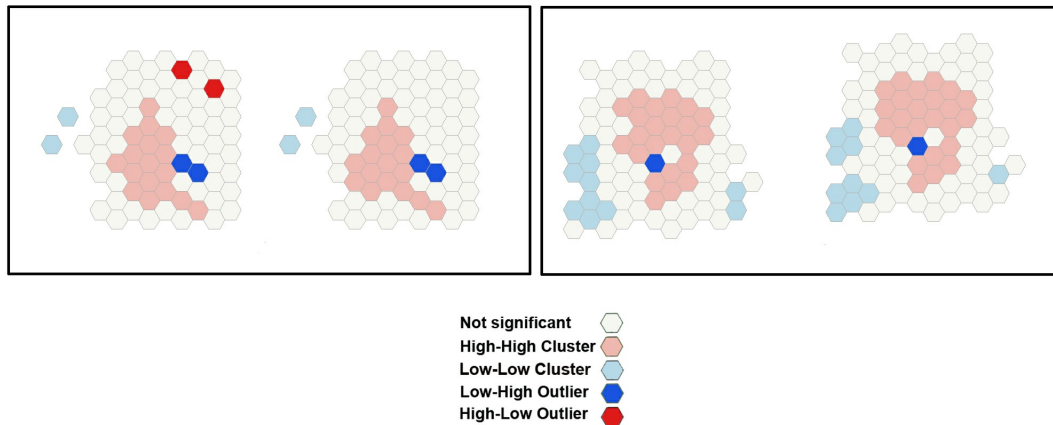 Not significant
High-High Cluster
Low-Low Cluster
Low-High Outlier
High-Low Outlier